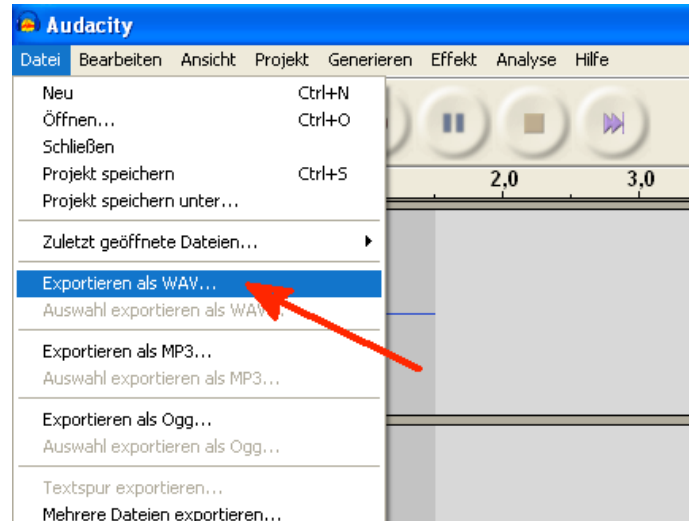 Audacity
Datei Bearbeiten Ansicht Projekt Generieren Effekt Analyse Hilfe
Neu Ctrl+N
Öffnen... Ctrl+O
Schließen
Projekt speichern Ctrl+S
Projekt speichern unter...
2,0 3,0
Zuletzt geöffnete Dateien...
Exportieren als WAV...
Auswahl exportieren als WAV...
Exportieren als MP3...
Auswahl exportieren als MP3...
Exportieren als Ogg...
Auswahl exportieren als Ogg...
Textspur exportieren...
Mehrere Dateien exportieren...